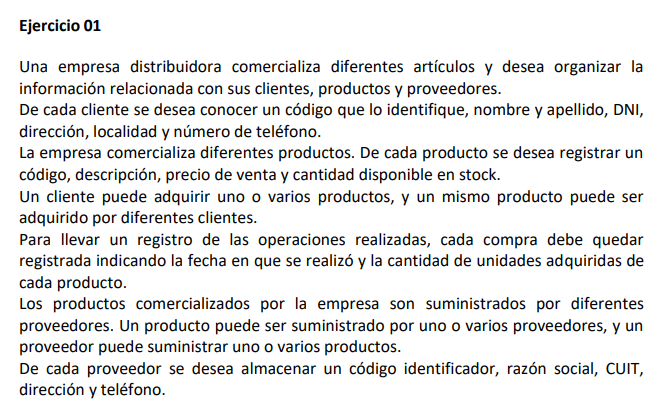 Ejercicio 01
Una empresa distribuidora comercializa diferentes artículos y desea organizar la
información relacionada con sus clientes, productos y proveedores.
De cada cliente se desea conocer un código que lo identifique, nombre y apellido, DNI,
dirección, localidad y número de teléfono.
La empresa comercializa diferentes productos. De cada producto se desea registrar un
código, descripción, precio de venta y cantidad disponible en stock.
Un cliente puede adquirir uno o varios productos, y un mismo producto puede ser
adquirido por diferentes clientes.
Para llevar un registro de las operaciones realizadas, cada compra debe quedar
registrada indicando la fecha en que se realizó y la cantidad de unidades adquiridas de
cada producto.
Los productos comercializados por la empresa son suministrados por diferentes
proveedores. Un producto puede ser suministrado por uno o varios proveedores, y un
proveedor puede suministrar uno o varios productos.
De cada proveedor se desea almacenar un código identificador, razón social, CUIT,
dirección y teléfono.